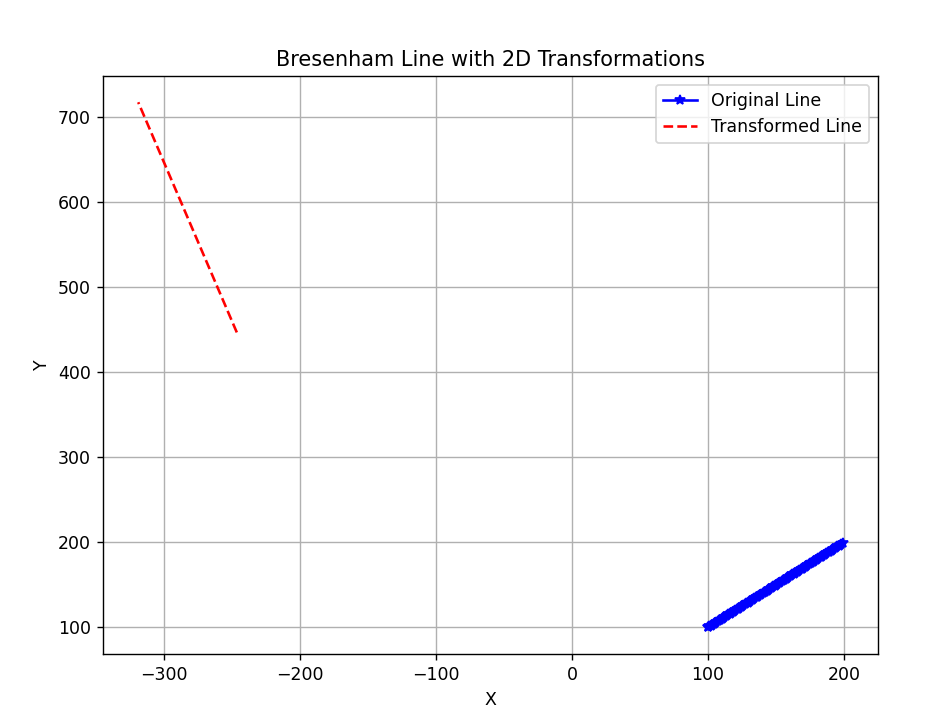 Bresenham Line with 2D Transformations
Original Line
Transformed Line
700
600
500
400
300
200
100
Y
−300
−200
−100
0
100
200
X